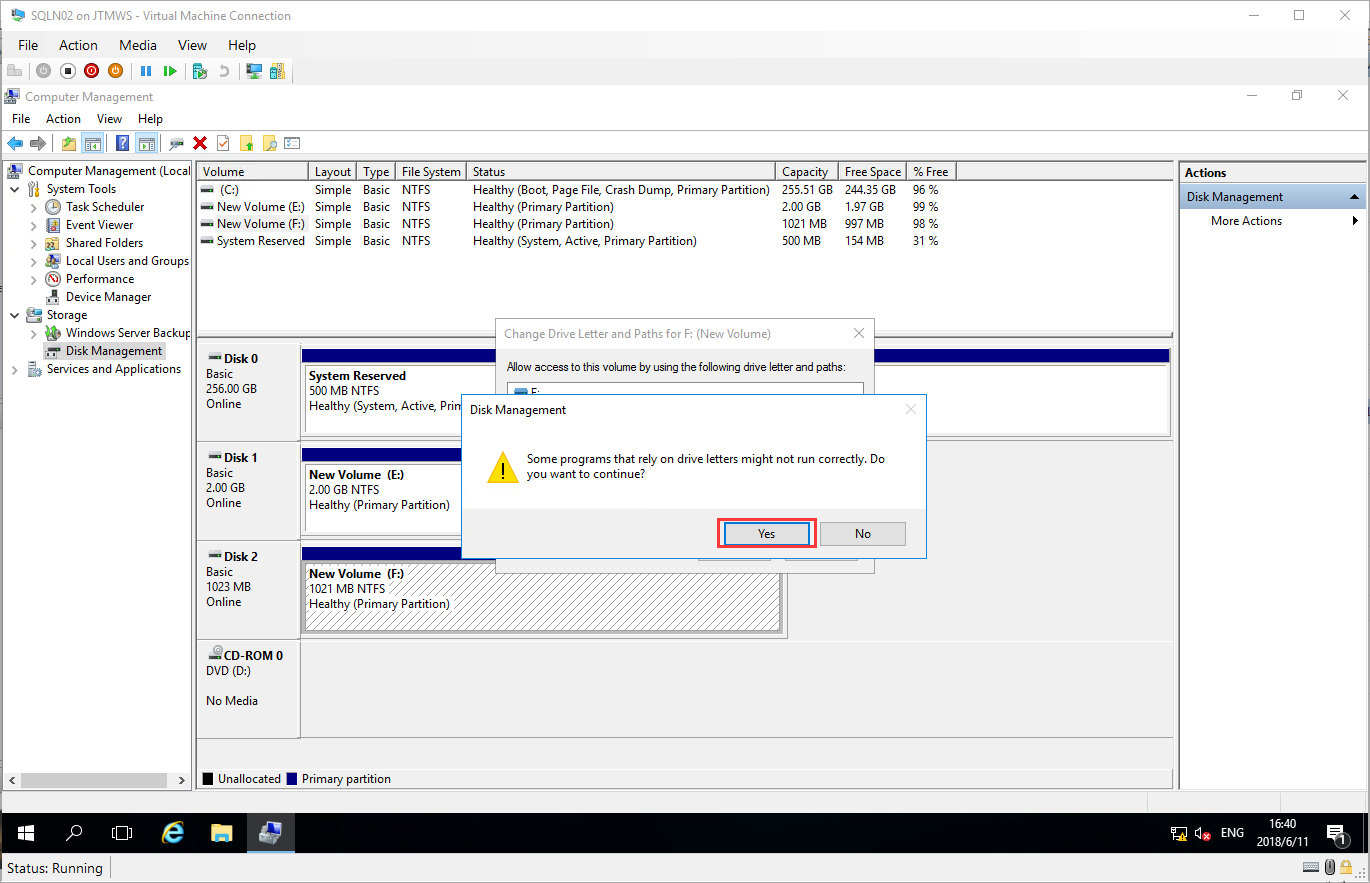 SQLN02 on JTMWS - Virtual Machine Connection
File Action Media View Help
Computer Management
File Action View Help
Computer Management (Local
System Tools
Task Scheduler
Event Viewer
Shared Folders
Local Users and Groups
Performance
Device Manager
Storage
Windows Server Backup
Disk Management
Services and Applications
Volume Layout Type File System Status Capacity Free Space % Free
(C:) Simple Basic NTFS Healthy (Boot, Page File, Crash Dump, Primary Partition) 255.51 GB 244.35 GB 96 %
New Volume (E:) Simple Basic NTFS Healthy (Primary Partition) 2.00 GB 1.97 GB 99 %
New Volume (F:) Simple Basic NTFS Healthy (Primary Partition) 1021 MB 997 MB 98 %
System Reserved Simple Basic NTFS Healthy (System, Active, Primary Partition) 500 MB 154 MB 31 %
Disk 0
Basic
256.00 GB
Online
System Reserved
500 MB NTFS
Healthy (System, Active, Prim
Disk 1
Basic
2.00 GB
Online
New Volume (E:)
2.00 GB NTFS
Healthy (Primary Partition)
Disk 2
Basic
1023 MB
Online
New Volume (F:)
1021 MB NTFS
Healthy (Primary Partition)
CD-ROM 0
DVD (D:)
No Media
Unallocated Primary partition
Change Drive Letter and Paths for F: (New Volume)
Allow access to this volume by using the following drive letter and paths:
F:
Disk Management
Some programs that rely on drive letters might not run correctly. Do
you want to continue?
Yes No
Actions
Disk Management
More Actions
ENG
16:40
2018/6/11
1
Status: Running